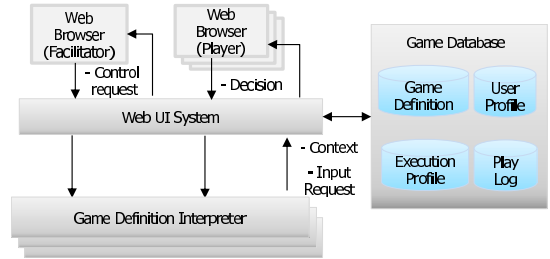 Web
Browser
(Facilitator)
Web
Browser
(Player)
Game Database
- Control
request
- Decision
Game
Definition
User
Profile
Web UI System
- Context
- Input
Request
Execution
Profile
Play
Log
Game Definition Interpreter